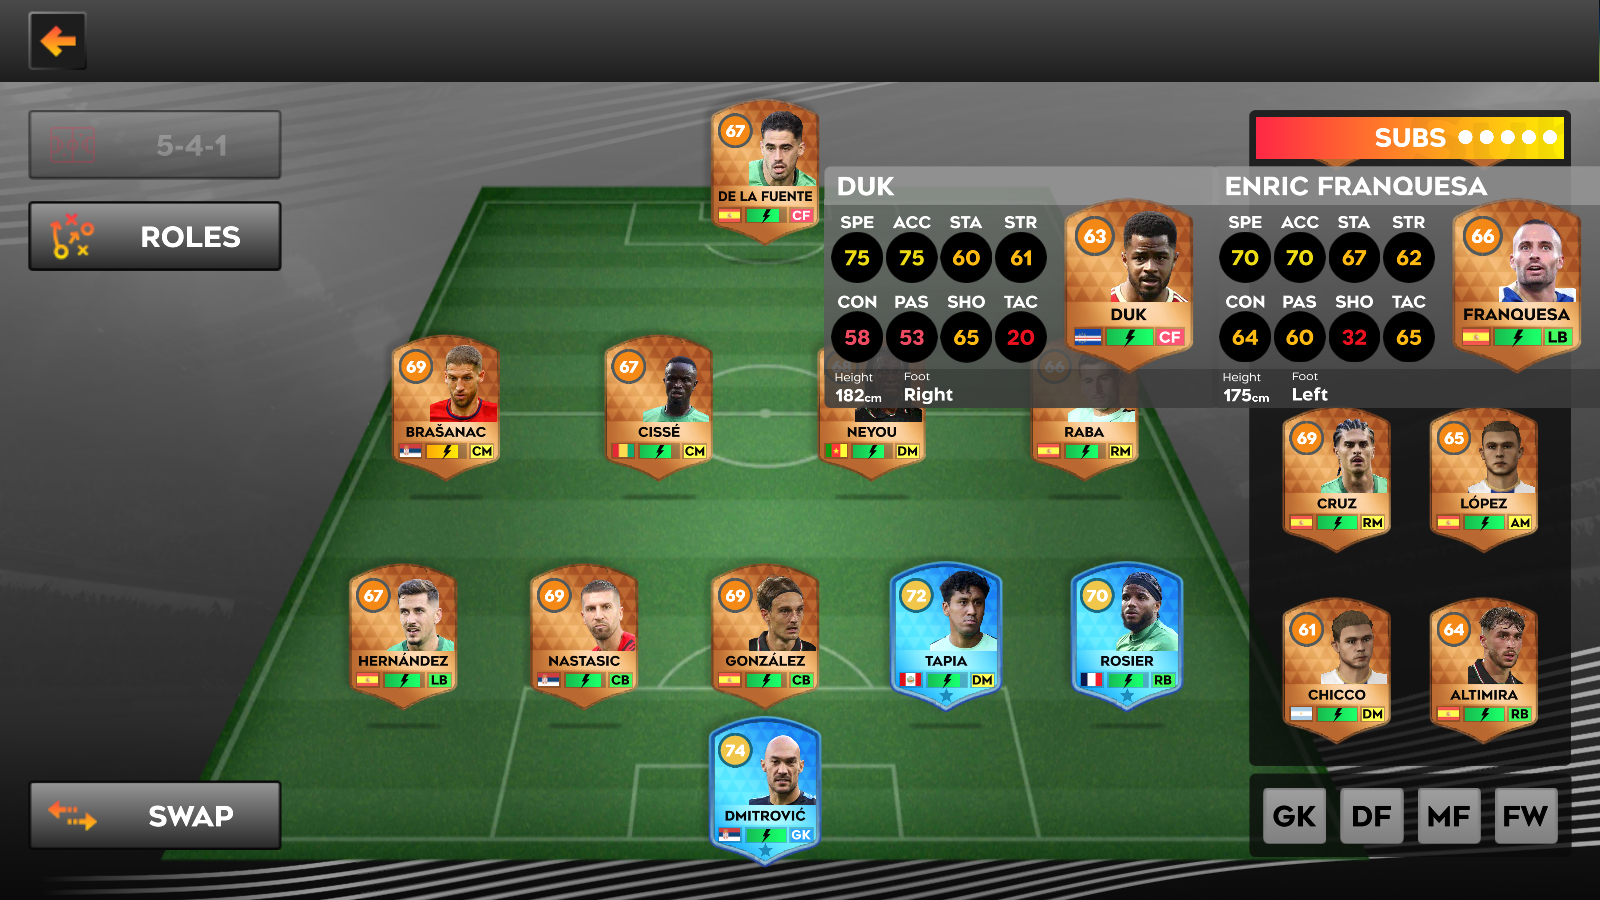 5-4-1
ROLES
SWAP
67
DE LA FUENTE
CF
SUBS
DUK
SPE ACC STA STR
75 75 60 61
CON PAS SHO TAC
58 53 65 20
Height Foot
182cm Right
63
DUK
CF
ENRIC FRANQUESA
SPE ACC STA STR
70 70 67 62
CON PAS SHO TAC
64 60 32 65
Height Foot
175cm Left
66
FRANQUESA
LB
69
BRAŠANAC
CM
67
CISSÉ
CM
NEYOU
DM
66
RABA
RM
69
CRUZ
RM
65
LÓPEZ
AM
67
HERNÁNDEZ
LB
69
NASTASIC
CB
69
GONZÁLEZ
CB
72
TAPIA
DM
70
ROSIER
RB
61
CHICCO
DM
64
ALTIMIRA
RB
74
DMITROVIĆ
GK
GK DF MF FW